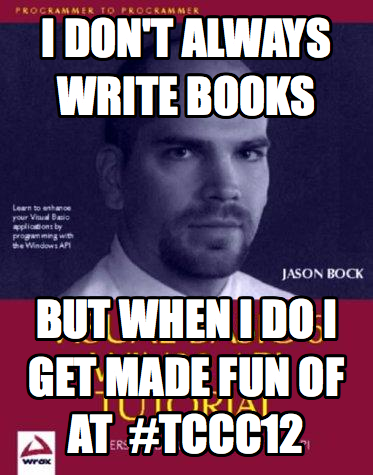 PROGRAMMER TO PROGRAMMER
I DON'T ALWAYS
WRITE BOOKS
Learn to enhance
your Visual Basic
applications by
programming with
the Windows API
JASON BOCK
BUT WHEN I DO I
GET MADE FUN OF
TUTORIAL
AT #TCCC12
wrox